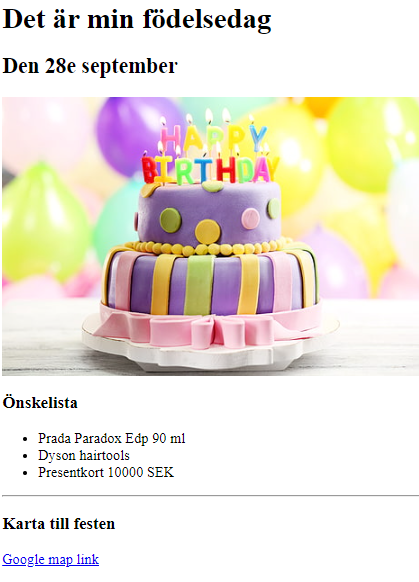 Det är min födelsedag
Den 28e september
HAPPY
BIRTHDAY
Önskelista
Prada Paradox Edp 90 ml
Dyson hairtools
Presentkort 10000 SEK
Karta till festen
Google map link